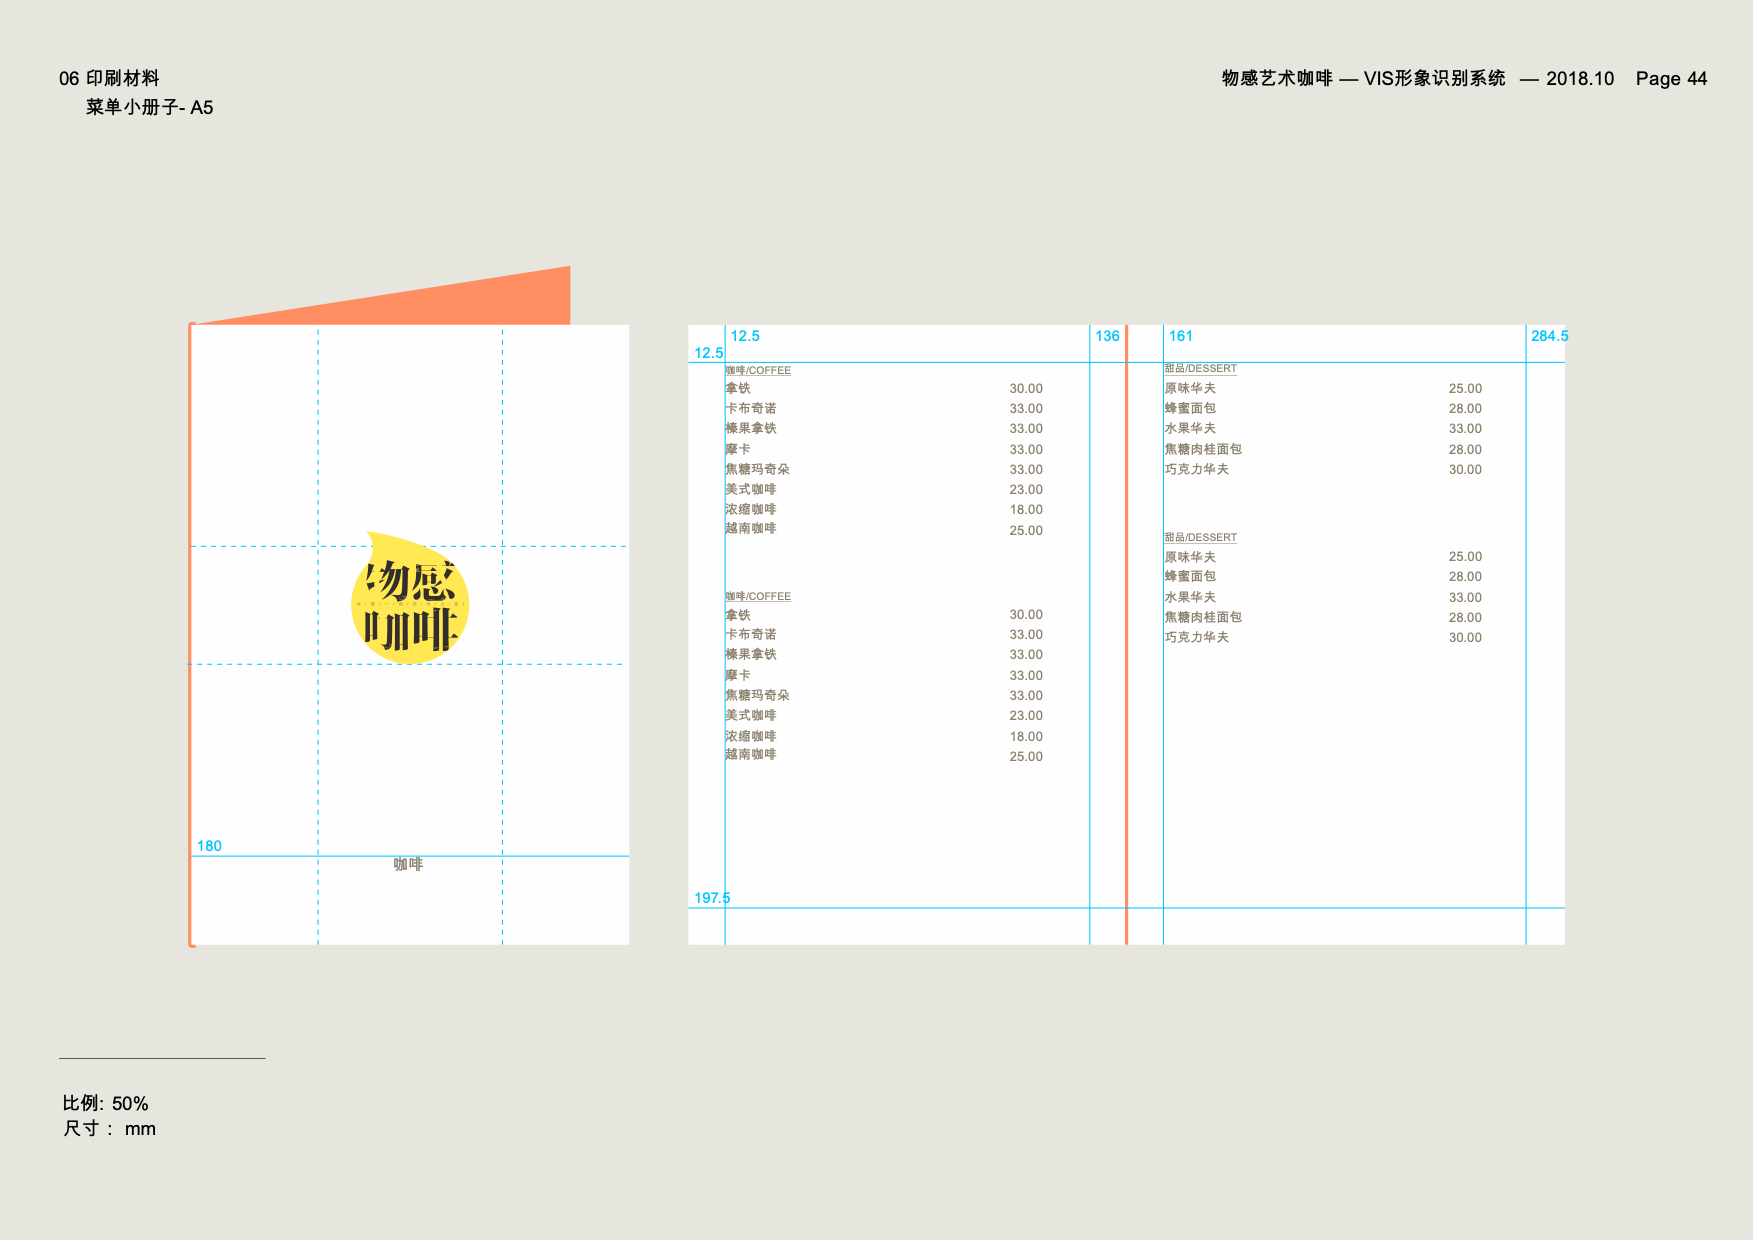 06 印刷材料
菜单小册子- A5
物感艺术咖啡 — VIS形象识别系统 — 2018.10 Page 44
物感
咖啡
180
咖啡
12.5 136 161 284.5
12.5
咖啡/COFFEE
拿铁 30.00
卡布奇诺 33.00
榛果拿铁 33.00
摩卡 33.00
焦糖玛奇朵 33.00
美式咖啡 23.00
浓缩咖啡 18.00
越南咖啡 25.00
咖啡/COFFEE
拿铁 30.00
卡布奇诺 33.00
榛果拿铁 33.00
摩卡 33.00
焦糖玛奇朵 33.00
美式咖啡 23.00
浓缩咖啡 18.00
越南咖啡 25.00
197.5
甜品/DESSERT
原味华夫 25.00
蜂蜜面包 28.00
水果华夫 33.00
焦糖肉桂面包 28.00
巧克力华夫 30.00
甜品/DESSERT
原味华夫 25.00
蜂蜜面包 28.00
水果华夫 33.00
焦糖肉桂面包 28.00
巧克力华夫 30.00
比例: 50%
尺寸： mm